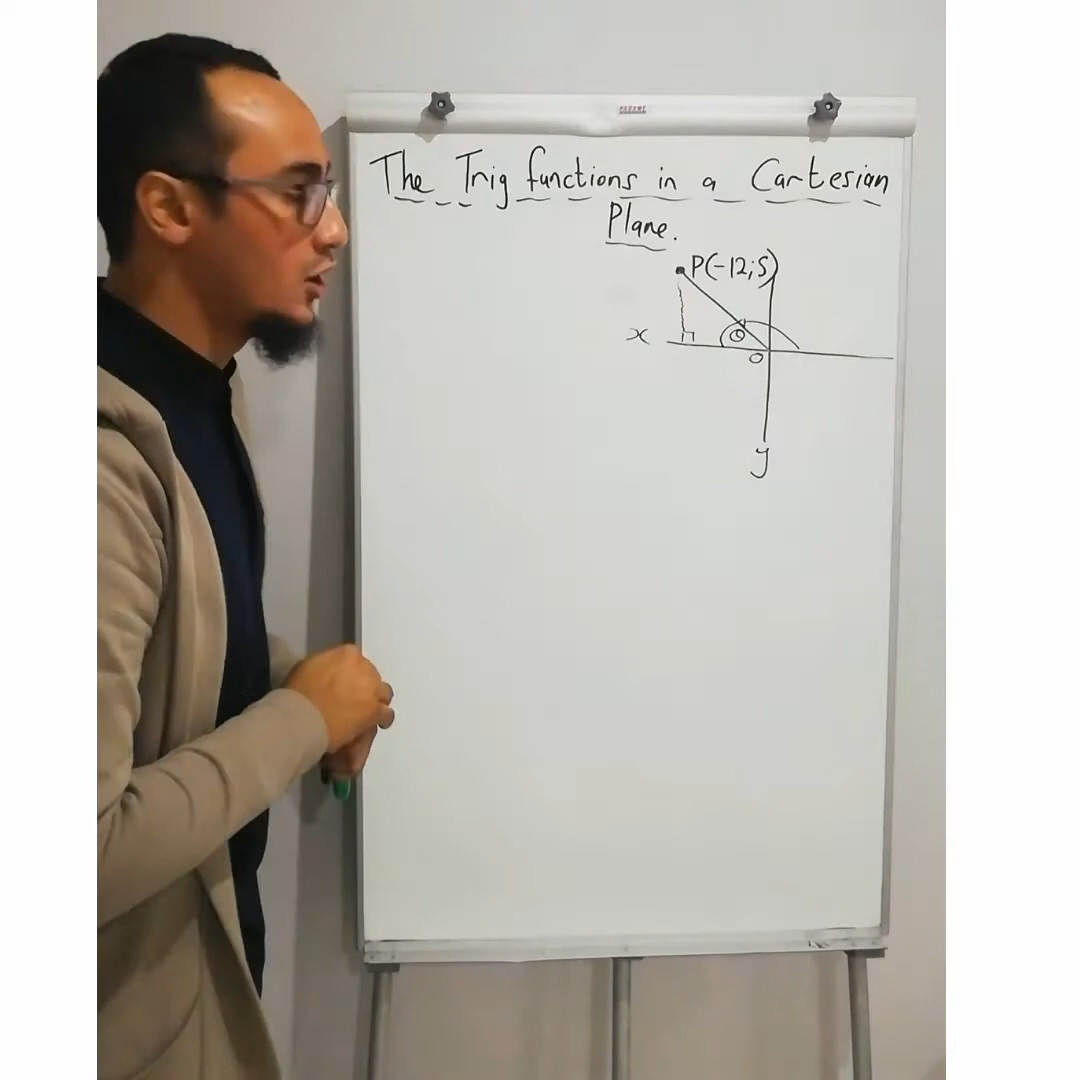 The Trig functions in a Cartesian
Plane.
P(-12;5)
x
θ
O
y